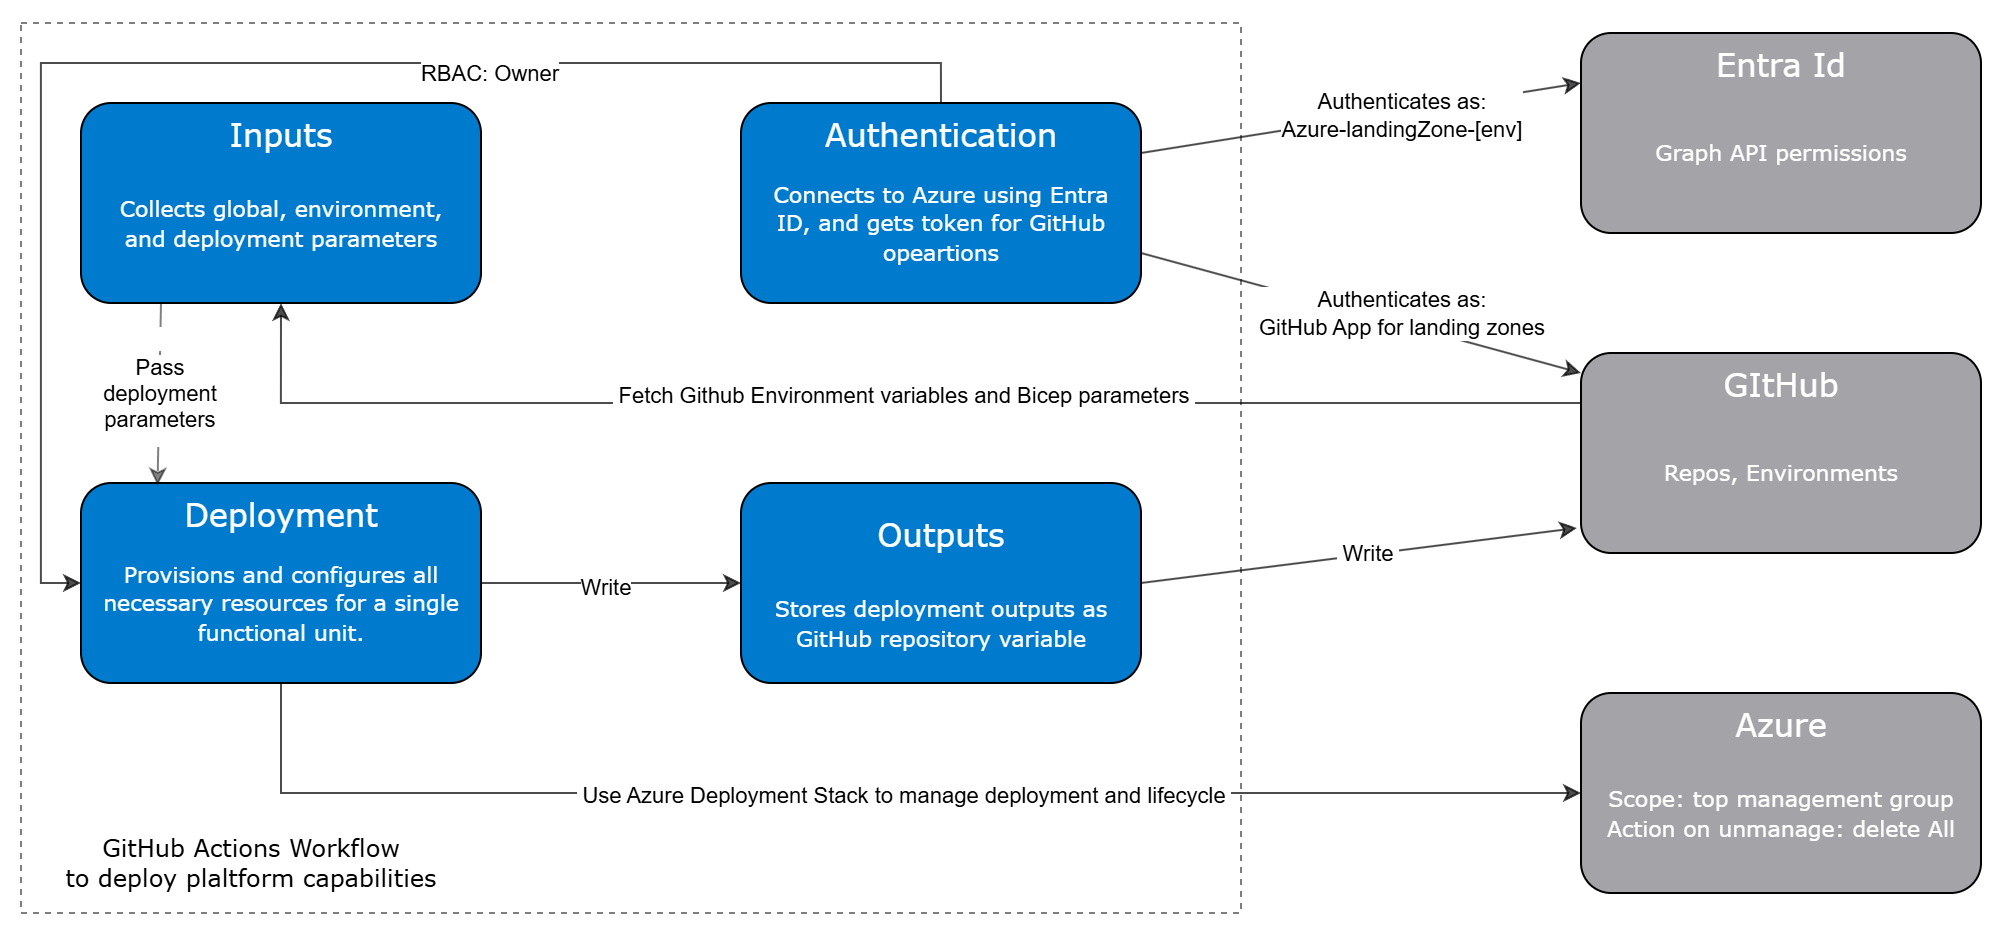 RBAC: Owner
Inputs
Collects global, environment,
and deployment parameters
Authentication
Connects to Azure using Entra
ID, and gets token for GitHub
opeartions
Authenticates as:
Azure-landingZone-[env]
Entra Id
Graph API permissions
Authenticates as:
GitHub App for landing zones
Pass
deployment
parameters
Fetch Github Environment variables and Bicep parameters
GItHub
Repos, Environments
Deployment
Provisions and configures all
necessary resources for a single
functional unit.
Write
Outputs
Stores deployment outputs as
GitHub repository variable
Write
Use Azure Deployment Stack to manage deployment and lifecycle
Azure
Scope: top management group
Action on unmanage: delete All
GitHub Actions Workflow
to deploy plaltform capabilities